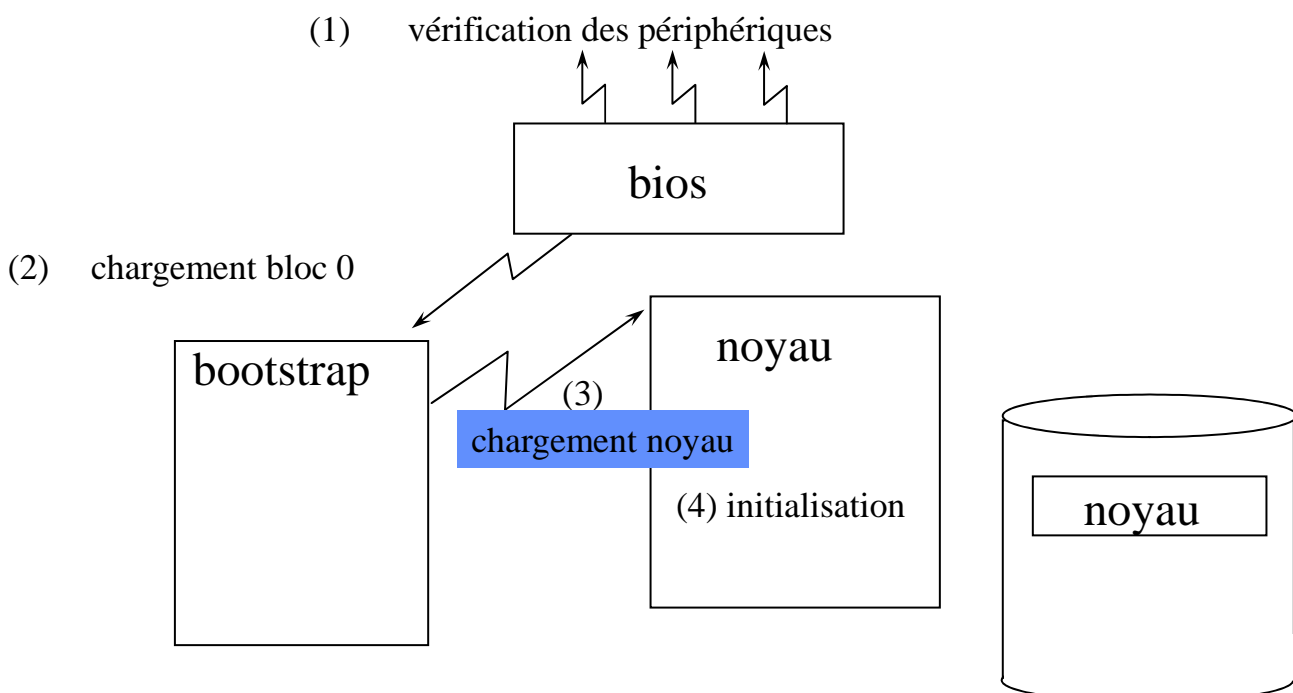 (1) vérification des périphériques
bios
(2) chargement bloc 0
bootstrap
noyau
(3)
chargement noyau
(4) initialisation
noyau